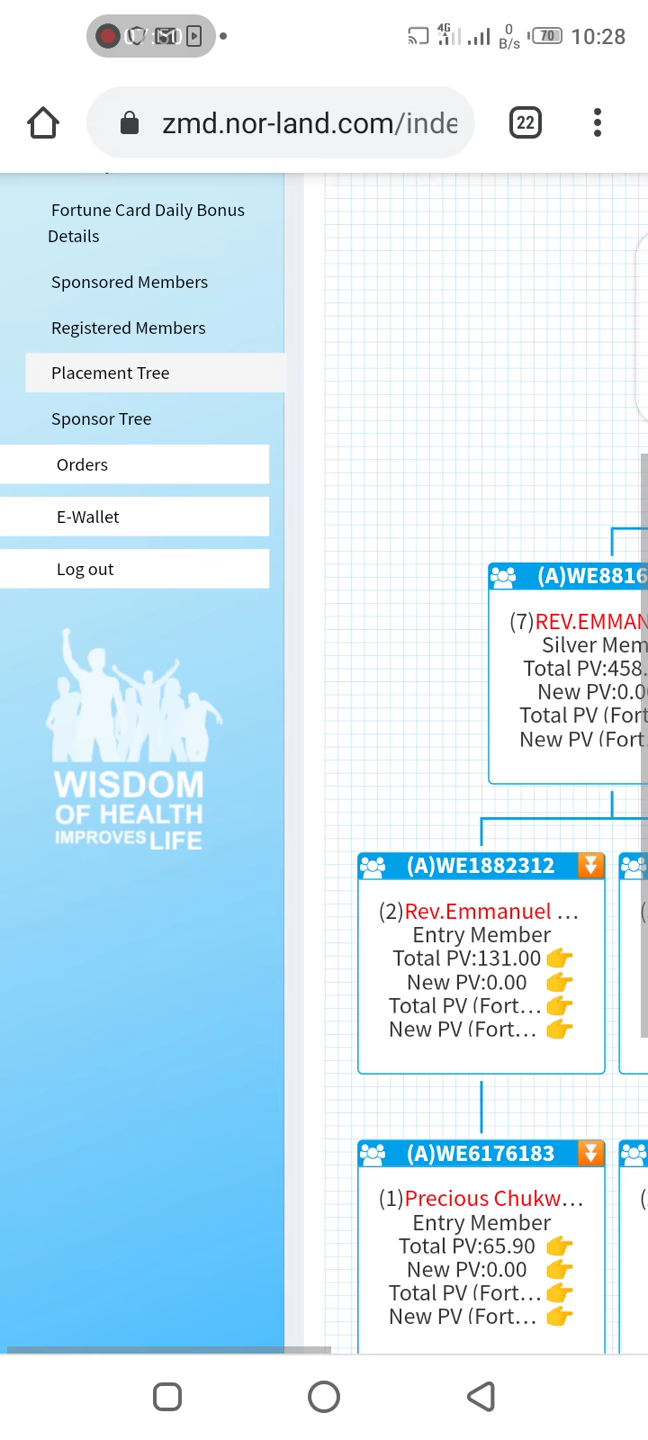 4G
0
B/s
70
10:28
zmd.nor-land.com/inde
22
Fortune Card Daily Bonus
Details
Sponsored Members
Registered Members
Placement Tree
Sponsor Tree
Orders
E-Wallet
Log out
WISDOM
OF HEALTH
IMPROVES LIFE
(A)WE8816
(7)REV.EMMAN
Silver Mem
Total PV:458.
New PV:0.0
Total PV (Fort
New PV (Fort.
(A)WE1882312
(2)Rev.Emmanuel ...
Entry Member
Total PV:131.00
New PV:0.00
Total PV (Fort...
New PV (Fort...
(A)WE6176183
(1)Precious Chukw...
Entry Member
Total PV:65.90
New PV:0.00
Total PV (Fort...
New PV (Fort...